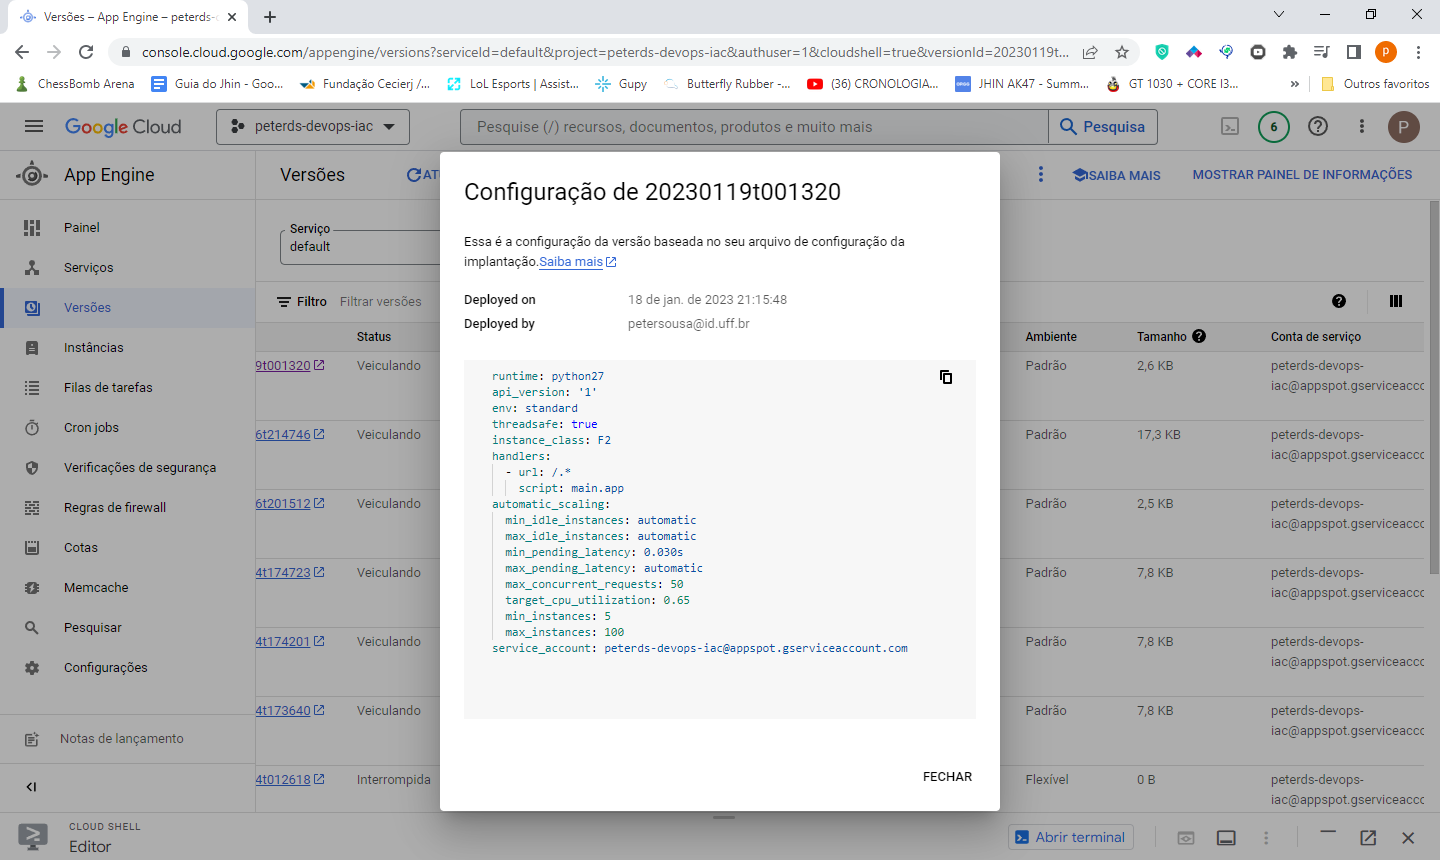 Versões – App Engine – peterds-d
console.cloud.google.com/appengine/versions?serviceId=default&project=peterds-devops-iac&authuser=1&cloudshell=true&versionId=20230119t...
p
ChessBomb Arena
Guia do Jhin - Goo...
Fundação Cecierj /...
LoL Esports | Assist...
Gupy
Butterfly Rubber -...
(36) CRONOLOGIA...
JHIN AK47 - Summ...
GT 1030 + CORE I3...
»
Outros favoritos
Google Cloud
peterds-devops-iac
Pesquise (/) recursos, documentos, produtos e muito mais
Pesquisa
6
P
App Engine
Versões
ATU
SAIBA MAIS
MOSTRAR PAINEL DE INFORMAÇÕES
Painel
Serviços
Versões
Instâncias
Filas de tarefas
Cron jobs
Verificações de segurança
Regras de firewall
Cotas
Memcache
Pesquisar
Configurações
Notas de lançamento
Serviço
default
Filtro Filtrar versões
Status Ambiente Tamanho Conta de serviço
9t001320 Veiculando Padrão 2,6 KB peterds-devops-
iac@appspot.gserviceacco
6t214746 Veiculando Padrão 17,3 KB peterds-devops-
iac@appspot.gserviceacco
6t201512 Veiculando Padrão 2,5 KB peterds-devops-
iac@appspot.gserviceacco
4t174723 Veiculando Padrão 7,8 KB peterds-devops-
iac@appspot.gserviceacco
4t174201 Veiculando Padrão 7,8 KB peterds-devops-
iac@appspot.gserviceacco
4t173640 Veiculando Padrão 7,8 KB peterds-devops-
iac@appspot.gserviceacco
4t012618 Interrompida Flexível 0 B peterds-devops-
iac@appspot.gserviceacco
Configuração de 20230119t001320
Essa é a configuração da versão baseada no seu arquivo de configuração da
implantação.Saiba mais
Deployed on 18 de jan. de 2023 21:15:48
Deployed by petersousa@id.uff.br
runtime: python27
api_version: '1'
env: standard
threadsafe: true
instance_class: F2
handlers:
- url: /.*
script: main.app
automatic_scaling:
min_idle_instances: automatic
max_idle_instances: automatic
min_pending_latency: 0.030s
max_pending_latency: automatic
max_concurrent_requests: 50
target_cpu_utilization: 0.65
min_instances: 5
max_instances: 100
service_account: peterds-devops-iac@appspot.gserviceaccount.com
FECHAR
CLOUD SHELL
Editor
Abrir terminal